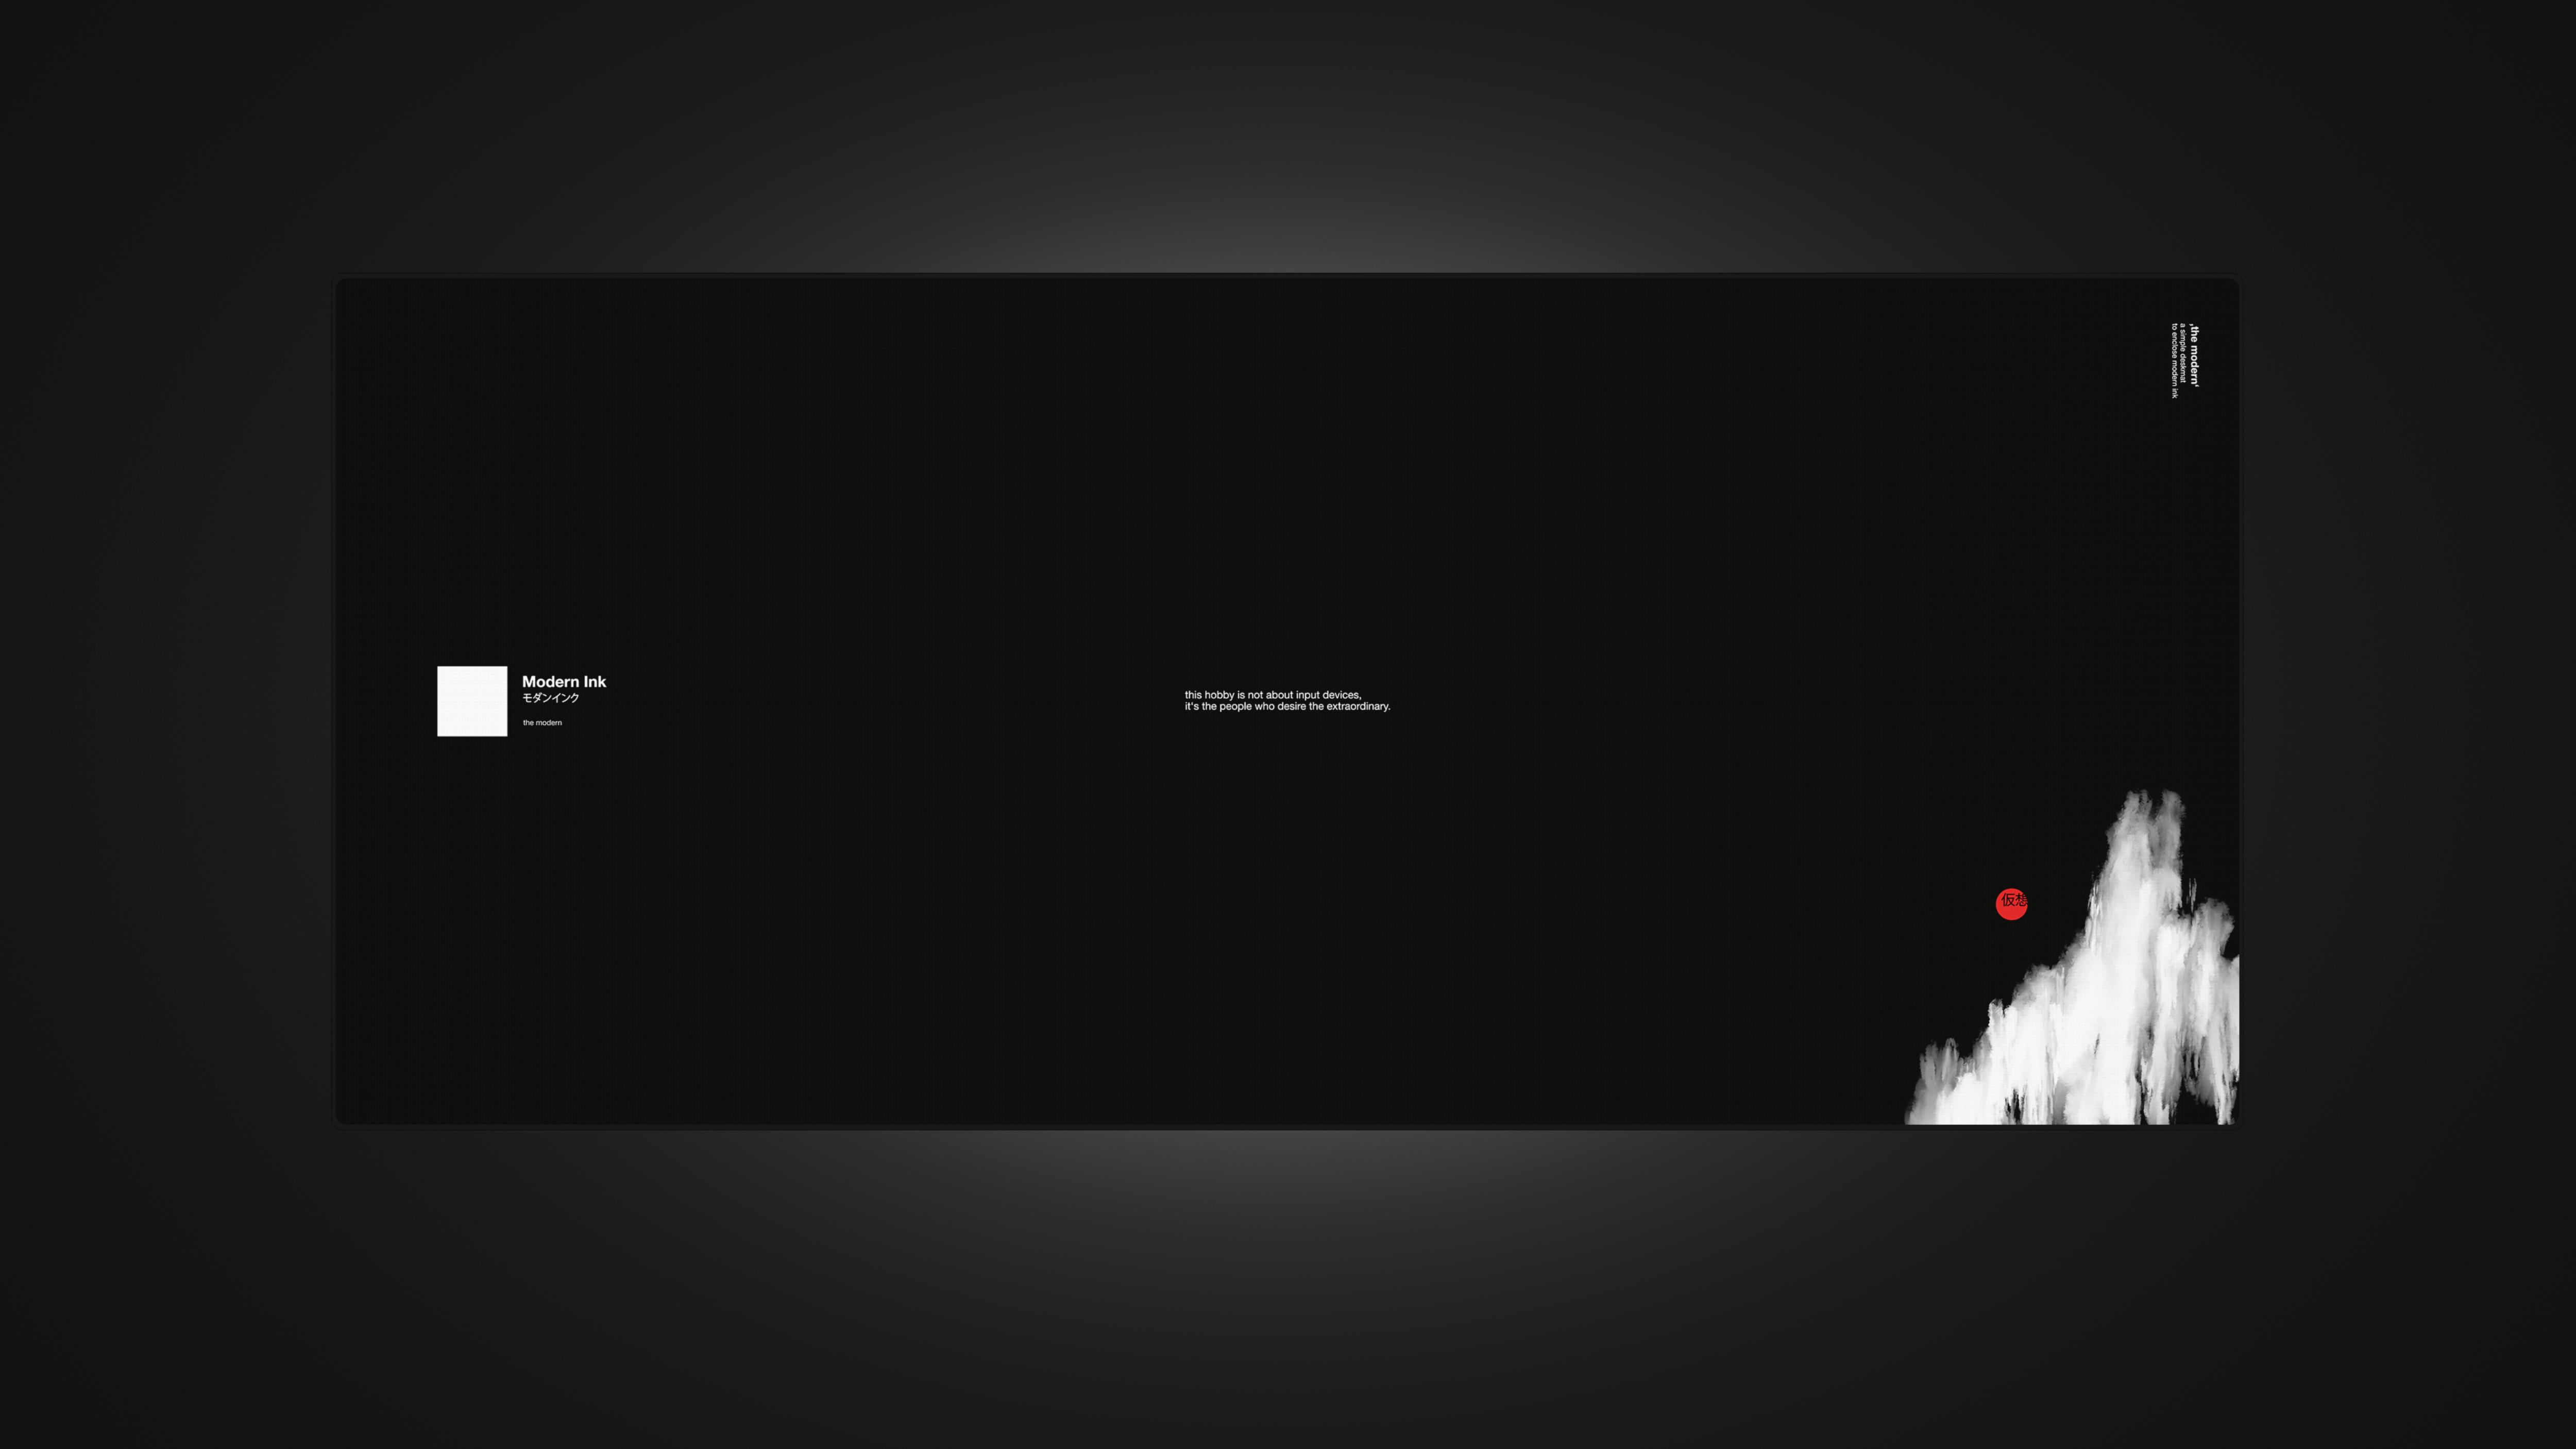 Modern Ink
モダンインク
the modern
this hobby is not about input devices,
it's the people who desire the extraordinary.
‚the modern‘
a simple deskmat
to enclose modern ink
仮想